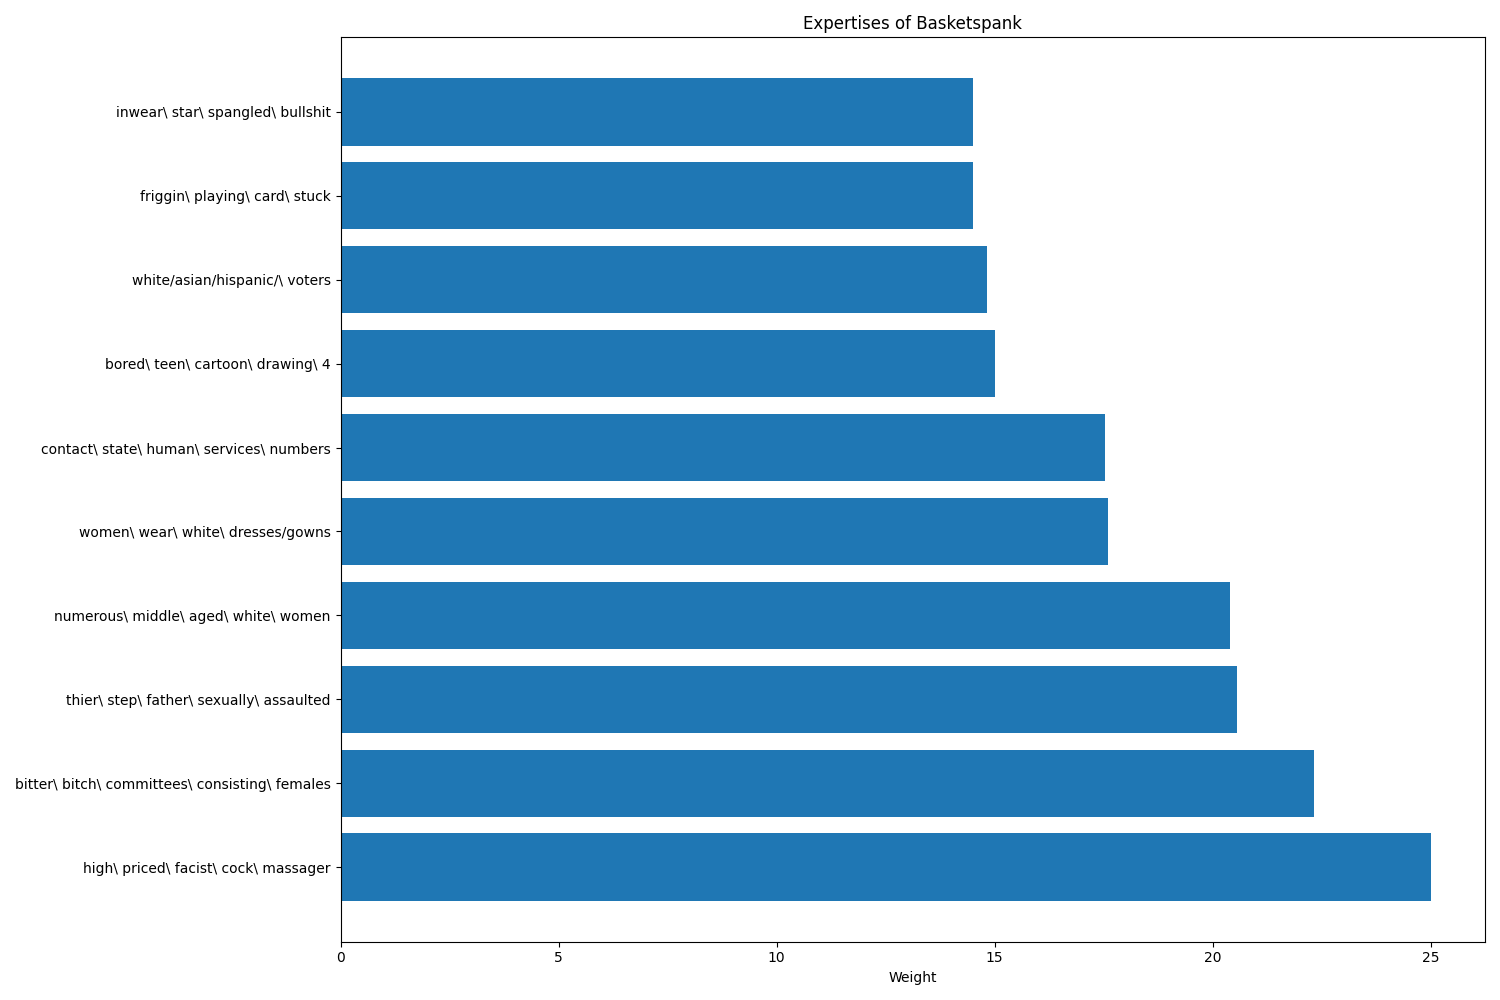 Expertises of Basketspank
inwear\ star\ spangled\ bullshit
friggin\ playing\ card\ stuck
white/asian/hispanic/\ voters
bored\ teen\ cartoon\ drawing\ 4
contact\ state\ human\ services\ numbers
women\ wear\ white\ dresses/gowns
numerous\ middle\ aged\ white\ women
thier\ step\ father\ sexually\ assaulted
bitter\ bitch\ committees\ consisting\ females
high\ priced\ facist\ cock\ massager
0 5 10 15 20 25
Weight